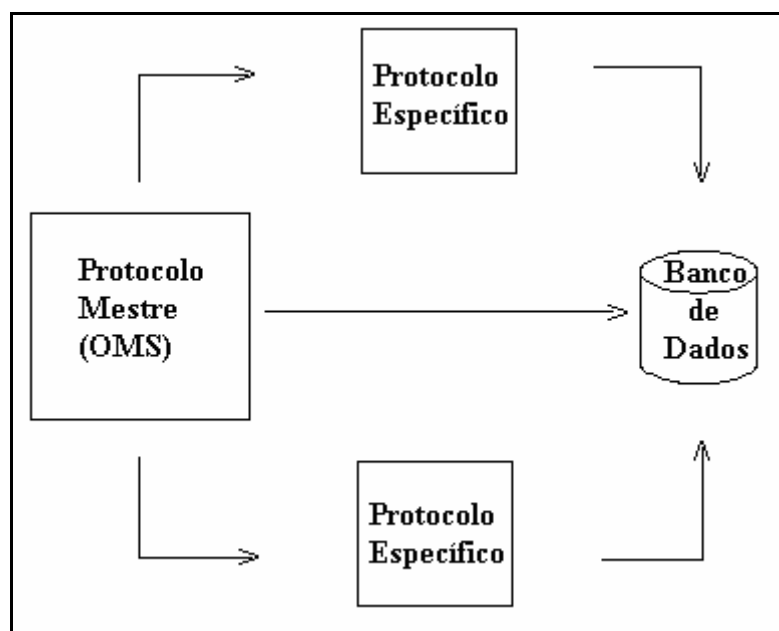 Protocolo
Específico
Protocolo
Mestre
(OMS)
Banco
de
Dados
Protocolo
Específico